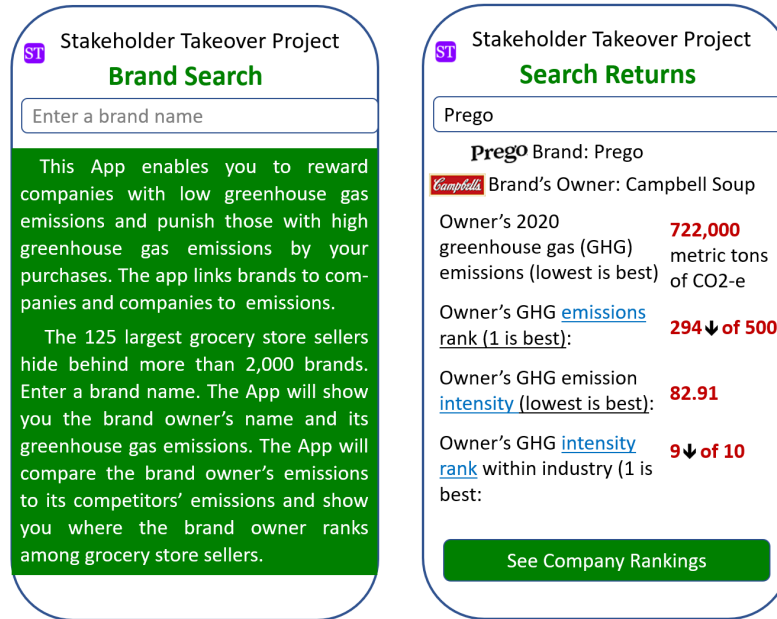 ST
Stakeholder Takeover Project
Brand Search
Enter a brand name
This App enables you to reward
companies with low greenhouse gas
emissions and punish those with high
greenhouse gas emissions by your
purchases. The app links brands to com-
panies and companies to emissions.
The 125 largest grocery store sellers
hide behind more than 2,000 brands.
Enter a brand name. The App will show
you the brand owner's name and its
greenhouse gas emissions. The App will
compare the brand owner's emissions
to its competitors' emissions and show
you where the brand owner ranks
among grocery store sellers.
ST
Stakeholder Takeover Project
Search Returns
Prego
Prego Brand: Prego
Campbell's Brand's Owner: Campbell Soup
Owner's 2020
greenhouse gas (GHG)
emissions (lowest is best)
722,000
metric tons
of CO2-e
Owner's GHG emissions
rank (1 is best):
294 ↓ of 500
Owner's GHG emission
intensity (lowest is best):
82.91
Owner's GHG intensity
rank within industry (1 is
best:
9 ↓ of 10
See Company Rankings